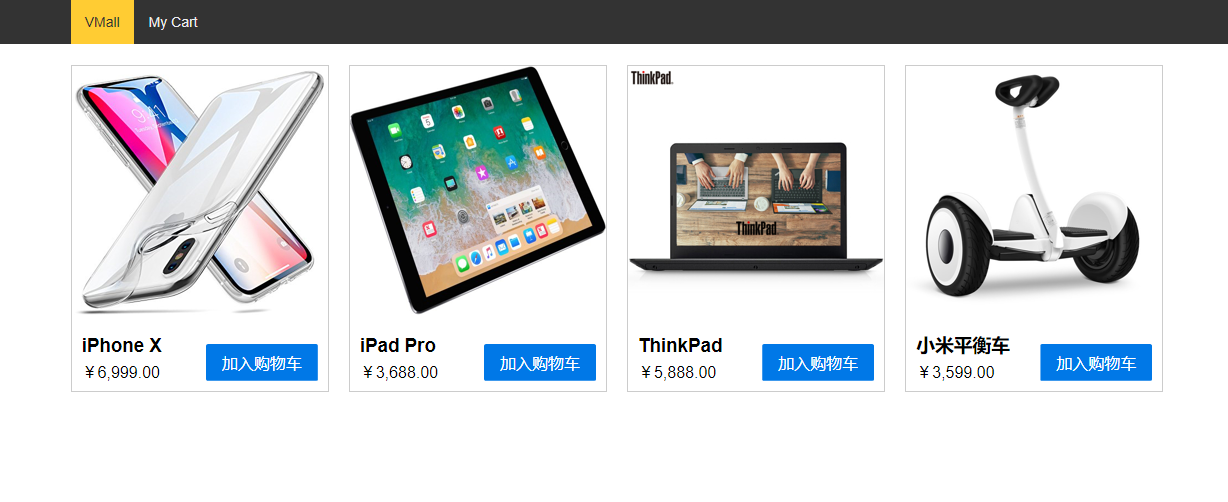 VMall My Cart
ThinkPad
9:41
ThinkPad
iPhone X
¥6,999.00
加入购物车
iPad Pro
¥3,688.00
加入购物车
ThinkPad
¥5,888.00
加入购物车
小米平衡车
¥3,599.00
加入购物车